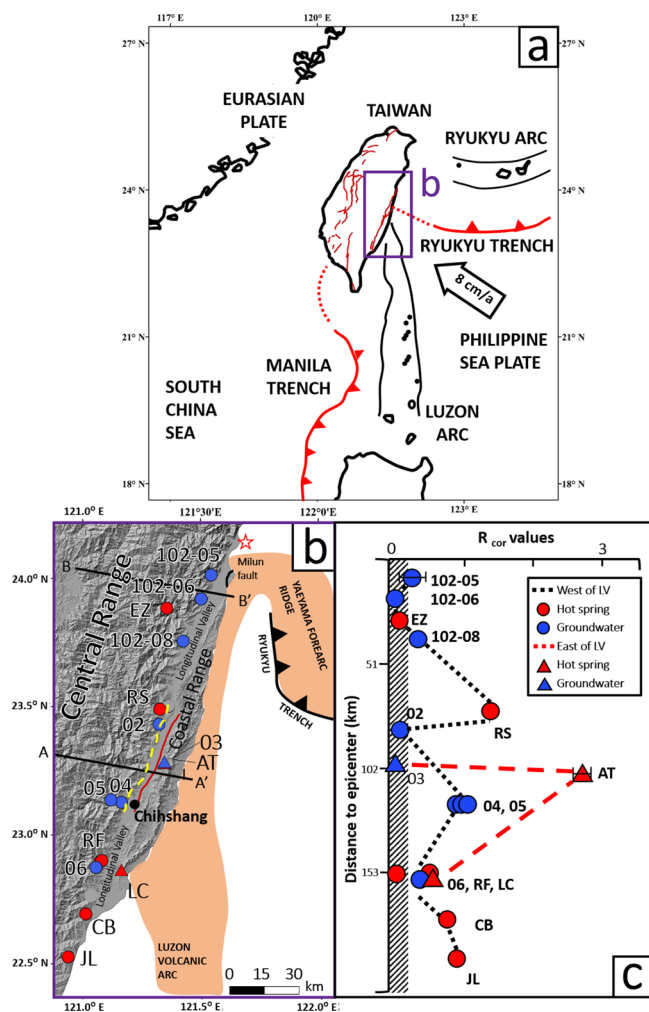 117° E
120° E
123° E
27° N
a
EURASIAN
PLATE
TAIWAN
RYUKYU ARC
24° N
24° N
b
RYUKYU TRENCH
8 cm/a
21° N
21° N
PHILIPPINE
SEA PLATE
MANILA
TRENCH
SOUTH
CHINA
SEA
LUZON
ARC
18° N
18° N
117° E
120° E
123° E
27° N
121.0° E
121.5° E
122.0° E
b
102-05
24.0° N
B
102-06
Milun
fault
B'
EZ
102-08
Central Range
Longitudinal Valley
YAEYAMA FOREARC
RIDGE
RYUKYU
TRENCH
23.5° N
RS
02
Coastal Range
03
AT
A
A'
05
04
Chihshang
23.0° N
RF
06
Longitudinal Valley
LC
CB
JL
22.5° N
LUZON
VOLCANIC
ARC
0 15 30 KM
121.0° E
121.5° E
122.0° E
R cor values
0
3
102-05
102-06
EZ
102-08
West of LV
Hot spring
Groundwater
East of LV
Hot spring
Groundwater
51
RS
02
102
03
AT
04, 05
Distance to epicenter (km)
153
06, RF, LC
CB
JL
c